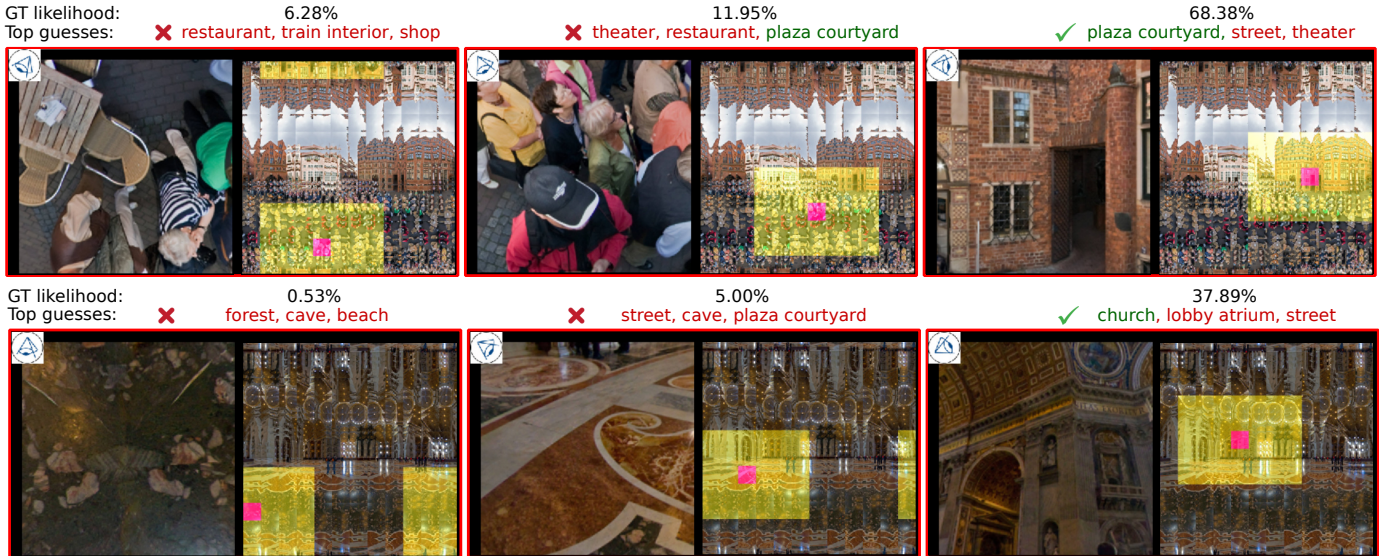 GT likelihood: 6.28% 11.95% 68.38%
Top guesses: restaurant, train interior, shop theater, restaurant, plaza courtyard plaza courtyard, street, theater
GT likelihood: 0.53% 5.00% 37.89%
Top guesses: forest, cave, beach street, cave, plaza courtyard church, lobby atrium, street